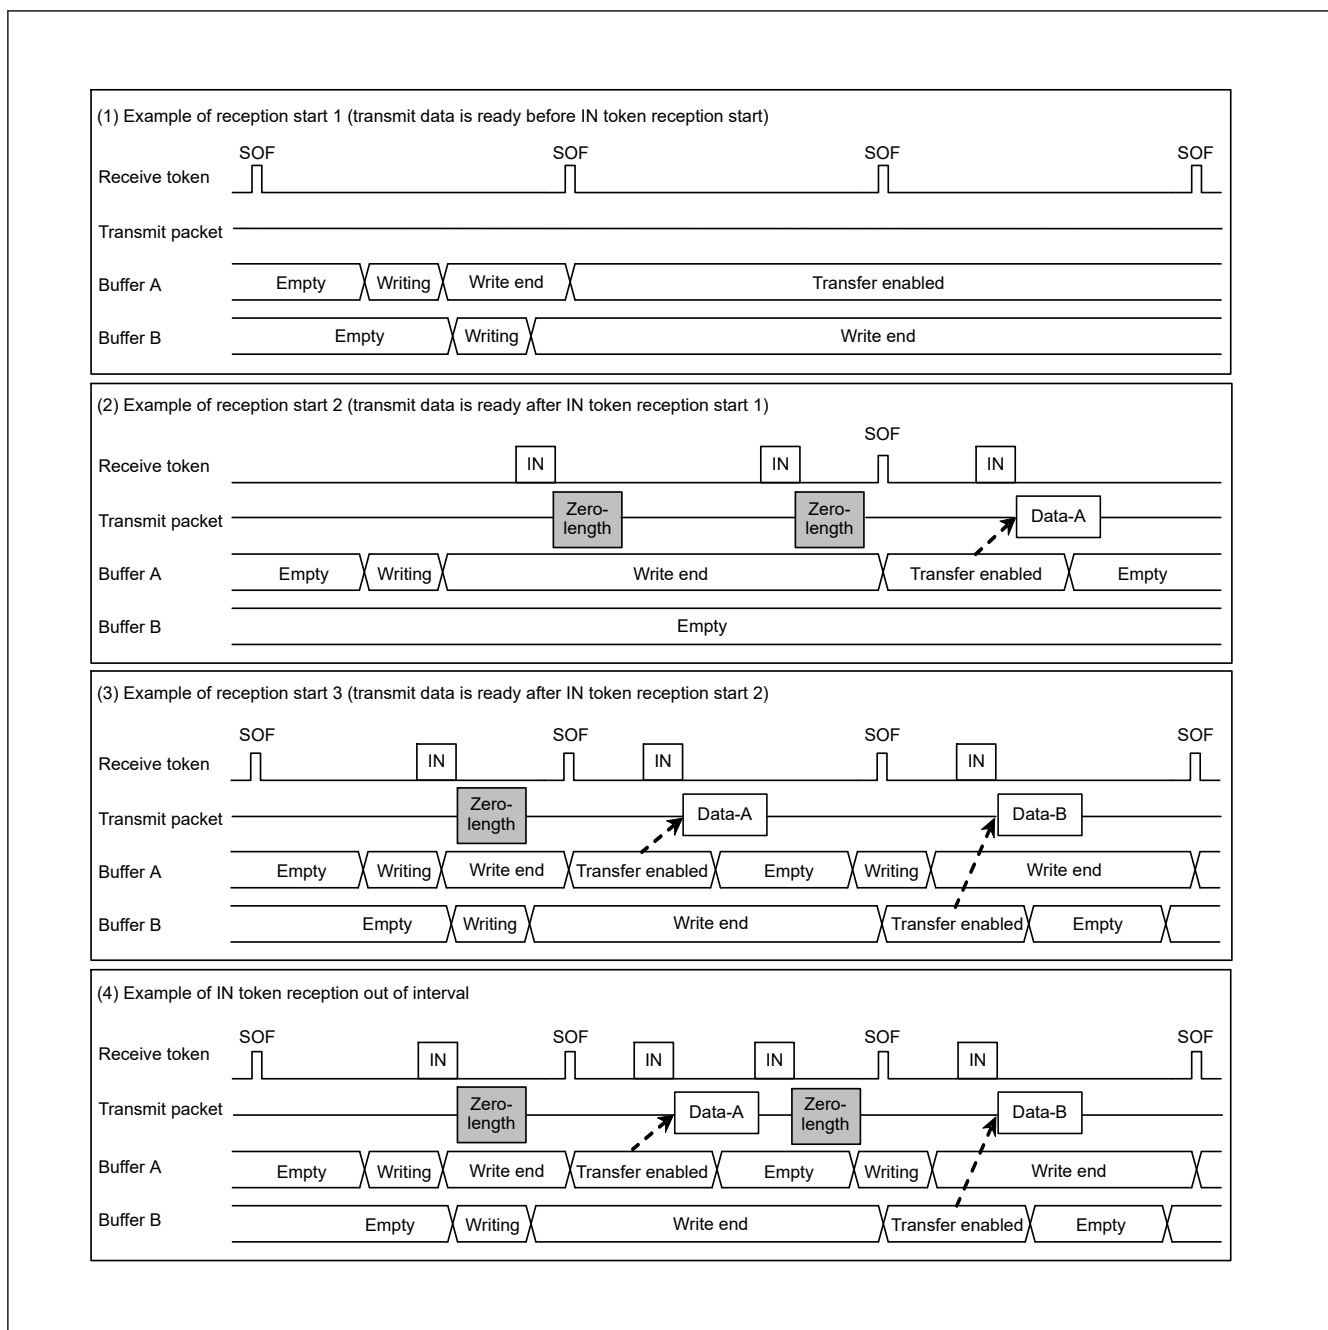 (1) Example of reception start 1 (transmit data is ready before IN token reception start)
SOF SOF SOF SOF
Receive token
Transmit packet
Buffer A Empty Writing Write end Transfer enabled
Buffer B Empty Writing Write end
(2) Example of reception start 2 (transmit data is ready after IN token reception start 1)
SOF
Receive token IN IN IN
Transmit packet Zero-length Zero-length Data-A
Buffer A Empty Writing Write end Transfer enabled Empty
Buffer B Empty
(3) Example of reception start 3 (transmit data is ready after IN token reception start 2)
SOF SOF SOF SOF
Receive token IN IN IN
Transmit packet Zero-length Data-A Data-B
Buffer A Empty Writing Write end Transfer enabled Empty Writing Write end
Buffer B Empty Writing Write end Transfer enabled Empty
(4) Example of IN token reception out of interval
SOF SOF SOF SOF
Receive token IN IN IN IN
Transmit packet Zero-length Data-A Zero-length Data-B
Buffer A Empty Writing Write end Transfer enabled Empty Writing Write end
Buffer B Empty Writing Write end Transfer enabled Empty